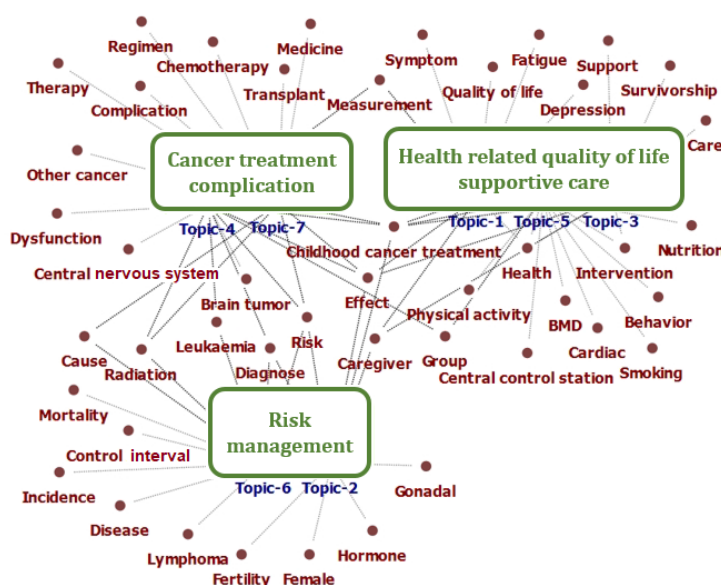 Regimen
Medicine
Chemotherapy
Symptom
Fatigue
Support
Therapy
Transplant
Quality of life
Survivorship
Complication
Measurement
Depression
Care
Cancer treatment
complication
Health related quality of life
supportive care
Other cancer
Topic-4
Topic-7
Topic-1
Topic-5
Topic-3
Dysfunction
Childhood cancer treatment
Nutrition
Central nervous system
Health
Intervention
Brain tumor
Effect
Physical activity
BMD
Behavior
Cause
Leukaemia
Risk
Caregiver
Group
Cardiac
Radiation
Diagnose
Central control station
Smoking
Mortality
Risk
management
Control interval
Incidence
Topic-6
Topic-2
Gonadal
Disease
Lymphoma
Hormone
Fertility
Female